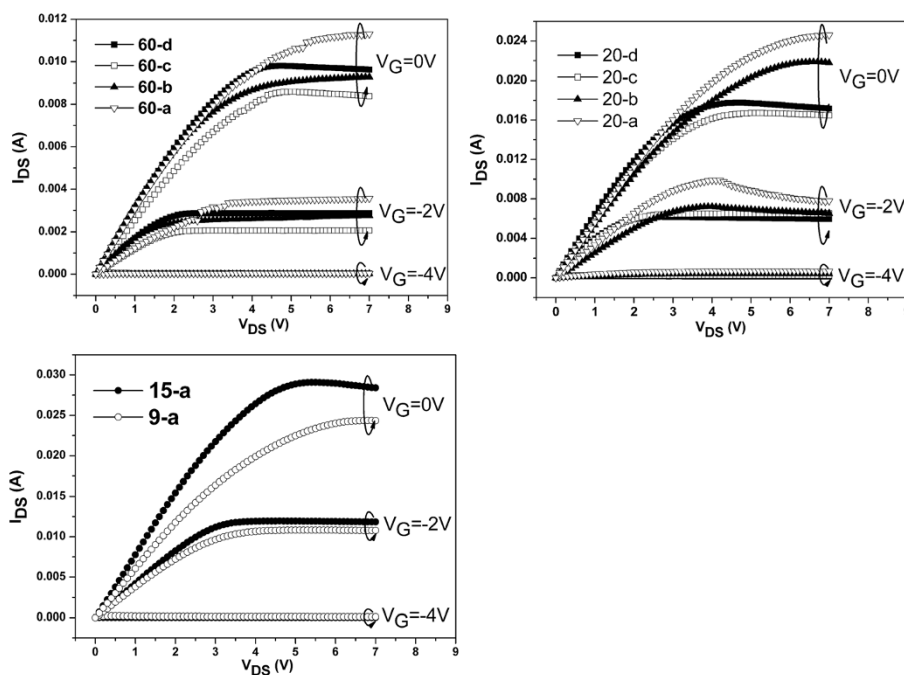 0.012
0.010
0.008
0.006
0.004
0.002
0.000
I_DS (A)
60-d
60-c
60-b
60-a
V_G=0V
V_G=-2V
V_G=-4V
0 1 2 3 4 5 6 7 8 9
V_DS (V)
0.024
0.020
0.016
0.012
0.008
0.004
0.000
I_DS (A)
20-d
20-c
20-b
20-a
V_G=0V
V_G=-2V
V_G=-4V
0 1 2 3 4 5 6 7 8 9
V_DS (V)
0.030
0.025
0.020
0.015
0.010
0.005
0.000
I_DS (A)
15-a
9-a
V_G=0V
V_G=-2V
V_G=-4V
0 1 2 3 4 5 6 7 8 9
V_DS (V)